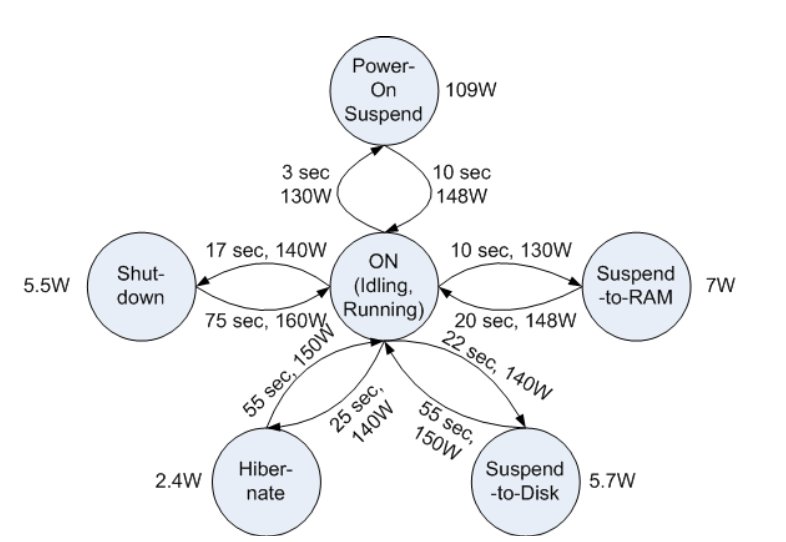 Power-
On
Suspend
109W
3 sec
130W
10 sec
148W
17 sec, 140W
ON
(Idling,
Running)
10 sec, 130W
5.5W
Shut-
down
Suspend
-to-RAM
7W
75 sec, 160W
20 sec, 148W
55 sec, 150W
25 sec,
140W
22 sec, 140W
55 sec,
150W
2.4W
Hiber-
nate
Suspend
-to-Disk
5.7W